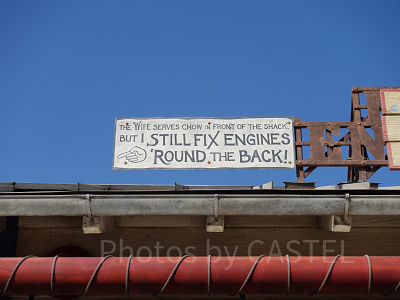 The Wife serves chow in front of the shack,
But I still fix engines
'round the back!
EN
Photos by CASTEL